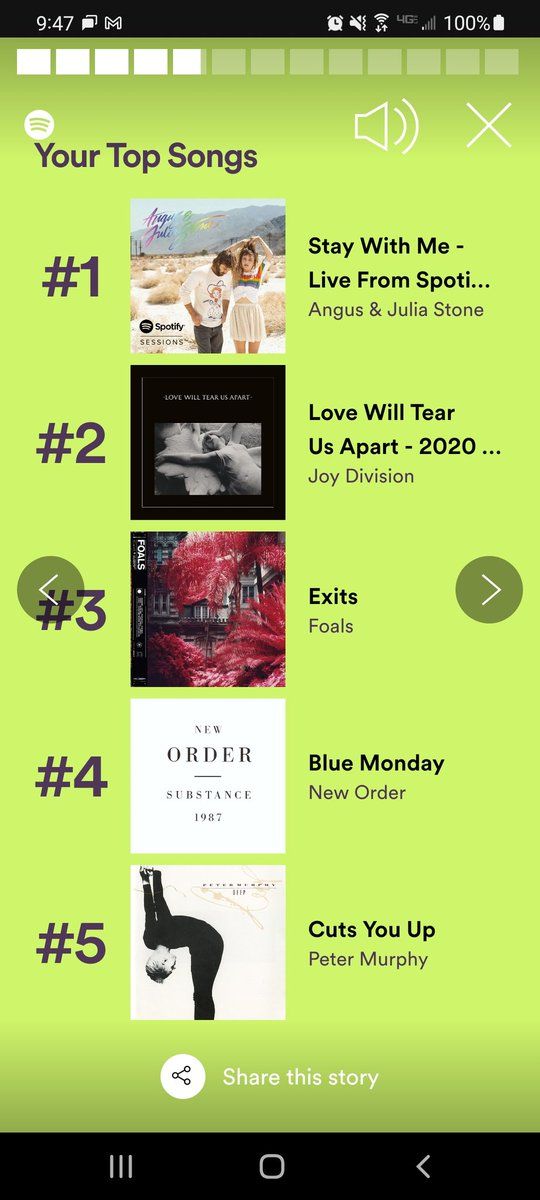 9:47
4GE 100%
Your Top Songs
#1
Angus &
Julia Stone
Spotify
SESSIONS
Stay With Me -
Live From Spoti...
Angus & Julia Stone
#2
·LOVE WILL TEAR US APART·
Love Will Tear
Us Apart - 2020 ...
Joy Division
#3
FOALS
Exits
Foals
#4
NEW
ORDER
SUBSTANCE
1987
Blue Monday
New Order
#5
PETER MURPHY
DEEP
Cuts You Up
Peter Murphy
Share this story